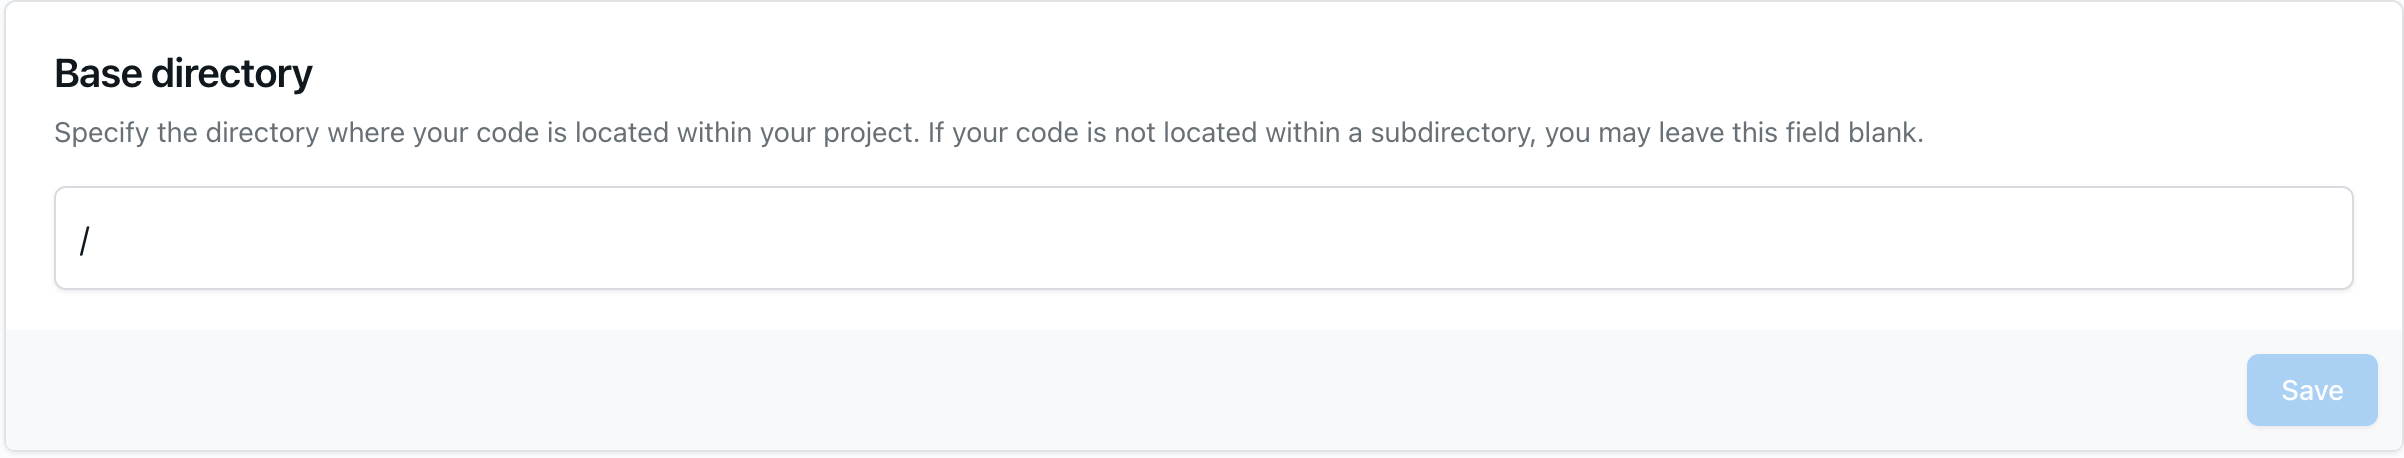 Base directory
Specify the directory where your code is located within your project. If your code is not located within a subdirectory, you may leave this field blank.
/
Save